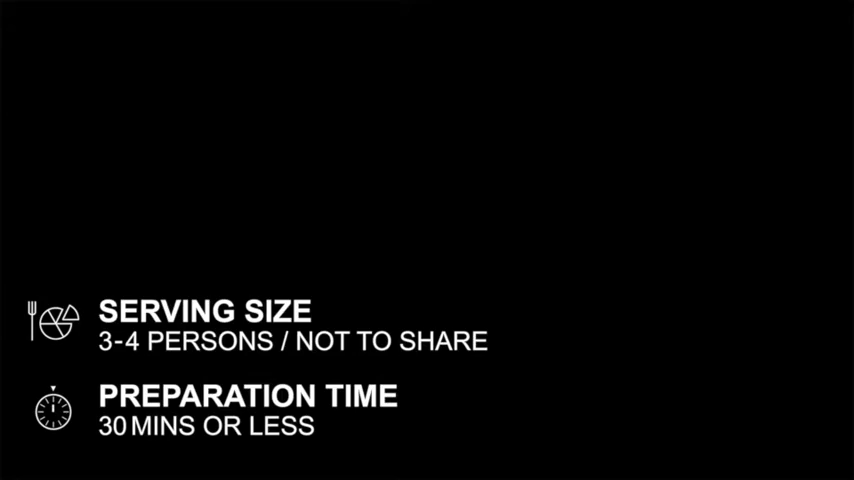 SERVING SIZE
3-4 PERSONS / NOT TO SHARE
PREPARATION TIME
30 MINS OR LESS